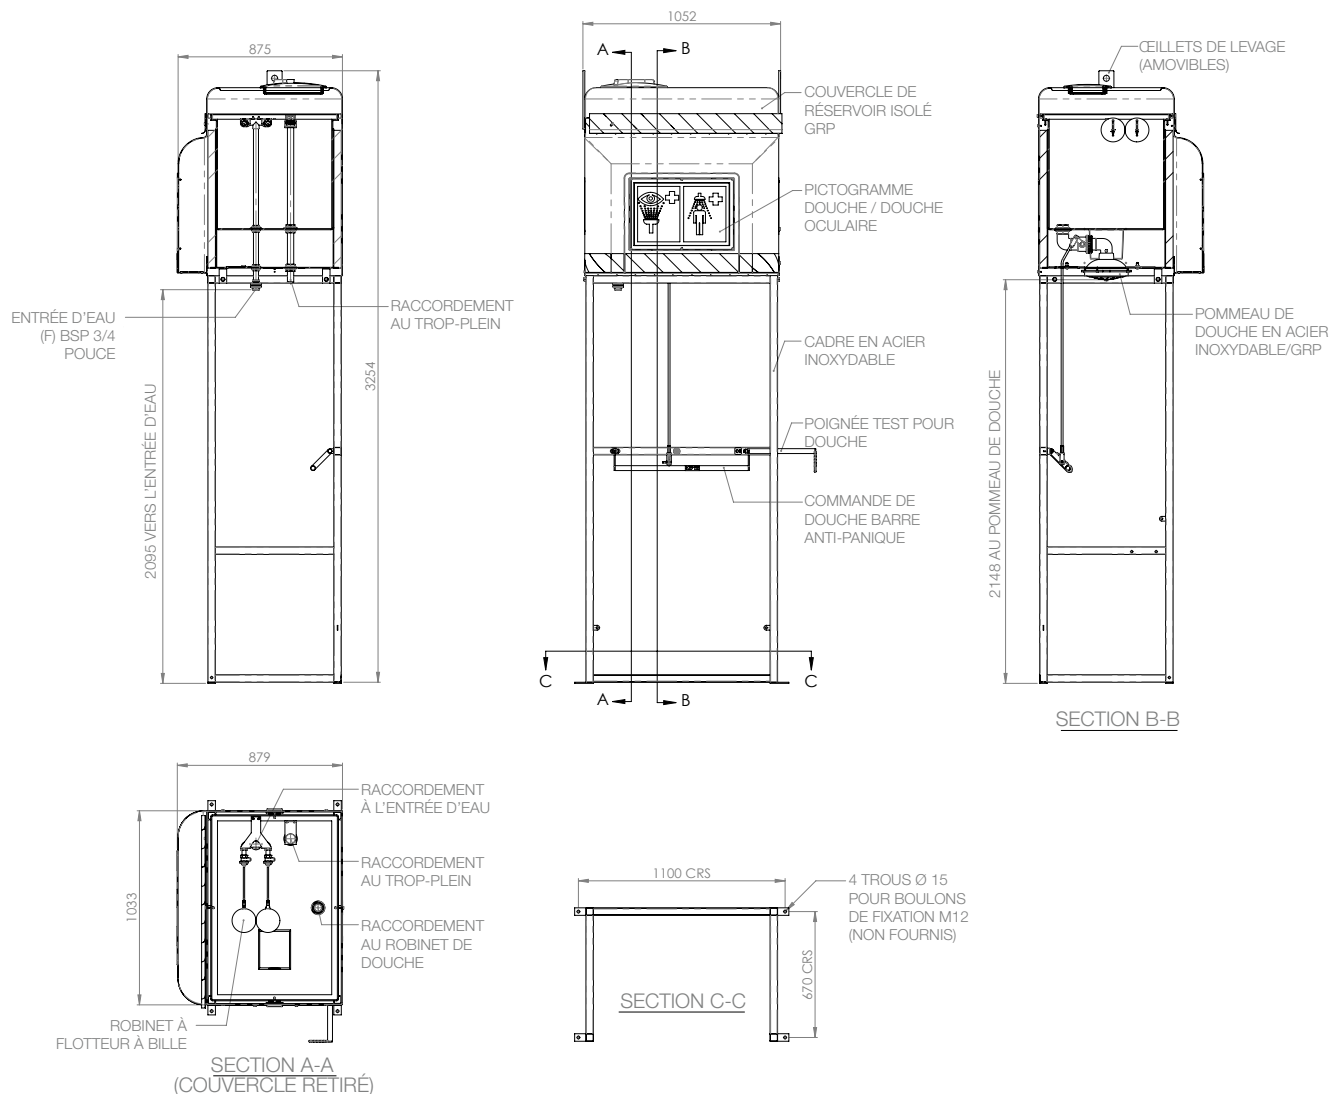 1052
A
B
875
ŒILLETS DE LEVAGE
(AMOVIBLES)
COUVERCLE DE
RÉSERVOIR ISOLÉ
GRP
PICTOGRAMME
DOUCHE / DOUCHE
OCULAIRE
ENTRÉE D'EAU
(F) BSP 3/4
POUCE
RACCORDEMENT
AU TROP-PLEIN
3254
2095 VERS L'ENTRÉE D'EAU
CADRE EN ACIER
INOXYDABLE
POIGNÉE TEST POUR
DOUCHE
COMMANDE DE
DOUCHE BARRE
ANTI-PANIQUE
POMMEAU DE
DOUCHE EN ACIER
INOXYDABLE/GRP
2148 AU POMMEAU DE DOUCHE
C
C
A
B
SECTION B-B
879
1033
RACCORDEMENT
À L'ENTRÉE D'EAU
RACCORDEMENT
AU TROP-PLEIN
RACCORDEMENT
AU ROBINET DE
DOUCHE
ROBINET À
FLOTTEUR À BILLE
SECTION A-A
(COUVERCLE RETIRÉ)
1100 CRS
4 TROUS Ø 15
POUR BOULONS
DE FIXATION M12
(NON FOURNIS)
670 CRS
SECTION C-C